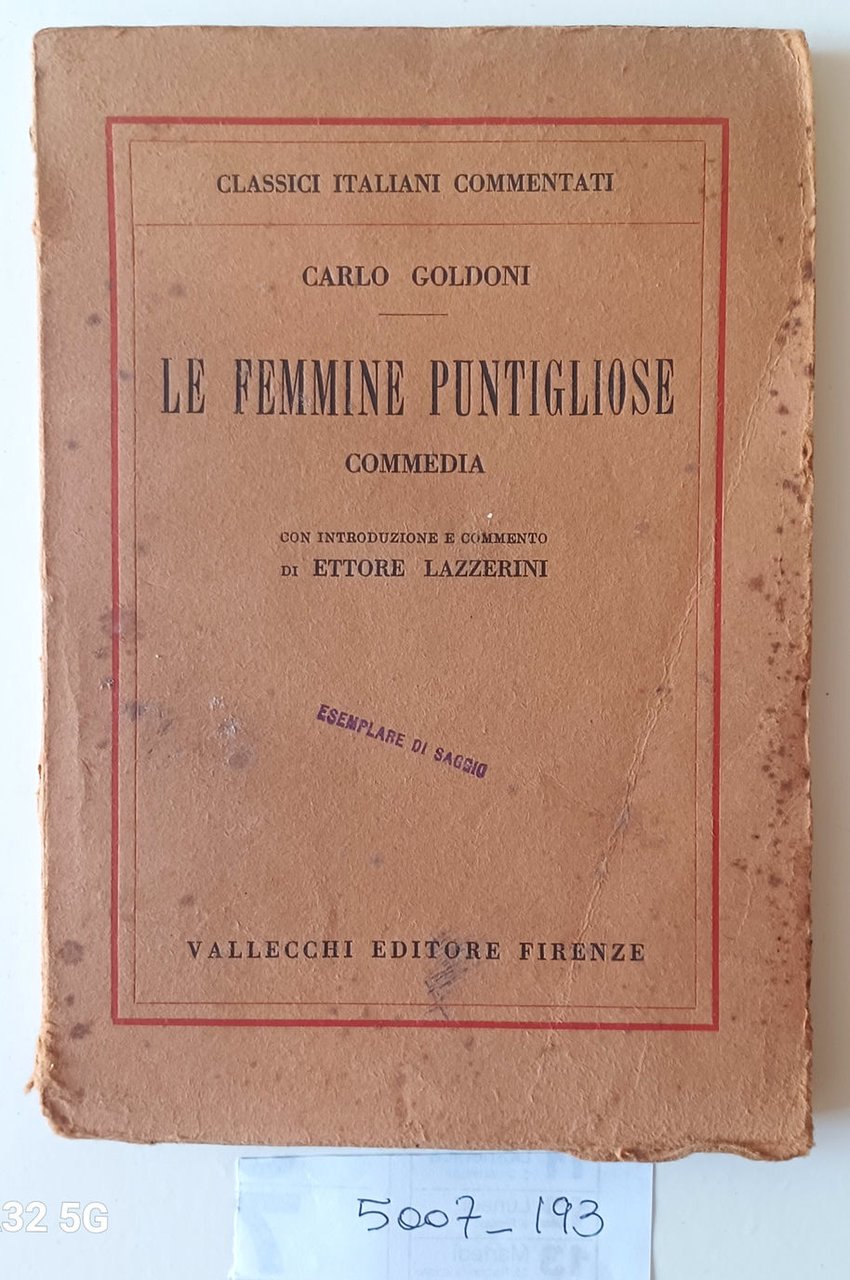 CLASSICI ITALIANI COMMENTATI
CARLO GOLDONI
LE FEMMINE PUNTIGLIOSE
COMMEDIA
CON INTRODUZIONE E COMMENTO
DI ETTORE LAZZERINI
ESEMPLARE DI SAGGIO
VALLECCHI EDITORE FIRENZE
32 5G
5007_193